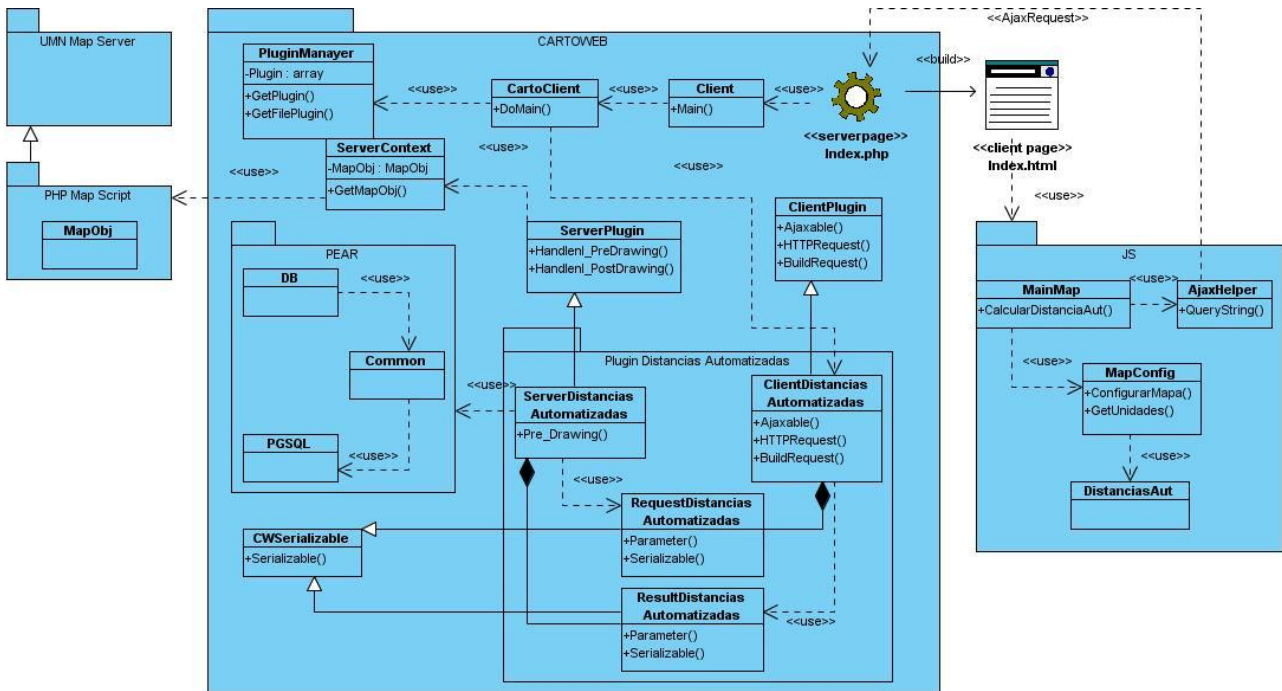 <<AjaxRequest>>
UMN Map Server
CARTOWEB
PluginManayer
-Plugin : array
+GetPlugin()
+GetFilePlugin()
<<use>>
CartoClient
+DoMain()
<<use>>
Client
+Main()
<<use>>
<<build>>
<<serverpage>>
Index.php
<<client page>>
Index.html
ServerContext
-MapObj : MapObj
+GetMapObj()
<<use>>
<<use>>
<<use>>
<<use>>
PHP Map Script
MapObj
ServerPlugin
+Handlenl_PreDrawing()
+Handlenl_PostDrawing()
ClientPlugin
+Ajaxable()
+HTTPRequest()
+BuildRequest()
PEAR
DB
<<use>>
Common
PGSQL
<<use>>
JS
MainMap
+CalcularDistanciaAut()
<<use>>
AjaxHelper
+QueryString()
<<use>>
MapConfig
+ConfigurarMapa()
+GetUnidades()
<<use>>
DistanciasAut
Plugin Distancias Automatizadas
<<use>>
ServerDistancias
Automatizadas
+Pre_Drawing()
ClientDistancias
Automatizadas
+Ajaxable()
+HTTPRequest()
+BuildRequest()
<<use>>
RequestDistancias
Automatizadas
+Parameter()
+Serializable()
CWSerializable
+Serializable()
ResultDistancias
Automatizadas
+Parameter()
+Serializable()
<<use>>